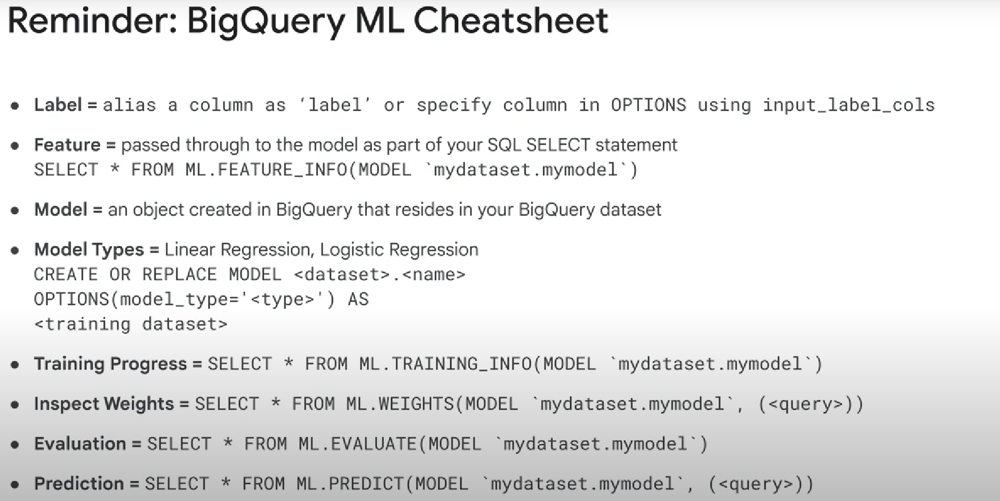 Reminder: BigQuery ML Cheatsheet
● Label = alias a column as ‘label’ or specify column in OPTIONS using input_label_cols
● Feature = passed through to the model as part of your SQL SELECT statement
SELECT * FROM ML.FEATURE_INFO(MODEL `mydataset.mymodel`)
● Model = an object created in BigQuery that resides in your BigQuery dataset
● Model Types = Linear Regression, Logistic Regression
CREATE OR REPLACE MODEL <dataset>.<name>
OPTIONS(model_type='<type>') AS
<training dataset>
● Training Progress = SELECT * FROM ML.TRAINING_INFO(MODEL `mydataset.mymodel`)
● Inspect Weights = SELECT * FROM ML.WEIGHTS(MODEL `mydataset.mymodel`, (<query>))
● Evaluation = SELECT * FROM ML.EVALUATE(MODEL `mydataset.mymodel`)
● Prediction = SELECT * FROM ML.PREDICT(MODEL `mydataset.mymodel`, (<query>))